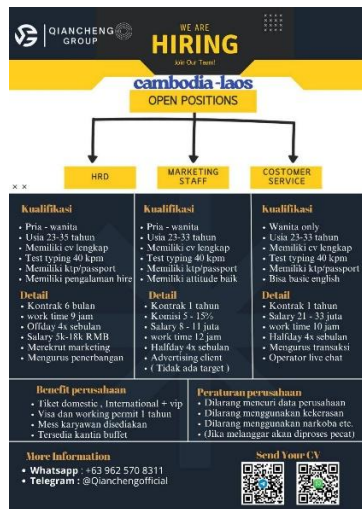 QIANCHENG
GROUP
WE ARE
HIRING
Join Our Team!
cambodia -laos
OPEN POSITIONS
HRD
MARKETING
STAFF
COSTOMER
SERVICE
Kualifikasi
• Pria - wanita
• Usia 23-35 tahun
• Memiliki cv lengkap
• Test typing 40 kpm
• Memiliki ktp/passport
• Memiliki pengalaman hire
Detail
• Kontrak 6 bulan
• work time 9 jam
• Offday 4x sebulan
• Salary 5k-18k RMB
• Merekrut marketing
• Mengurus penerbangan
Kualifikasi
• Pria - wanita
• Usia 23-33 tahun
• Memiliki cv lengkap
• Test typing 40 kpm
• Memiliki ktp/passport
• Memiliki attitude baik
Detail
• Kontrak 1 tahun
• Komisi 5 - 15%
• Salary 8 - 11 juta
• work time 12 jam
• Halfday 4x sebulan
• Advertising client
• ( Tidak ada target )
Kualifikasi
• Wanita only
• Usia 23-33 tahun
• Memiliki cv lengkap
• Test typing 40 kpm
• Memiliki ktp/passport
• Bisa basic english
Detail
• Kontrak 1 tahun
• Salary 21 - 33 juta
• work time 10 jam
• Halfday 4x sebulan
• Mengurus transaksi
• Operator live chat
Benefit perusahaan
• Tiket domestic , International + vip
• Visa dan working permit 1 tahun
• Mess karyawan disediakan
• Tersedia kantin buffet
Peraturan perusahaan
• Dilarang mencuri data perusahaan
• Dilarang menggunakan kekerasan
• Dilarang menggunakan narkoba etc.
• (Jika melanggar akan diproses pecat)
More Information
• Whatsapp : +63 962 570 8311
• Telegram : @Qianchengofficial
Send Your CV